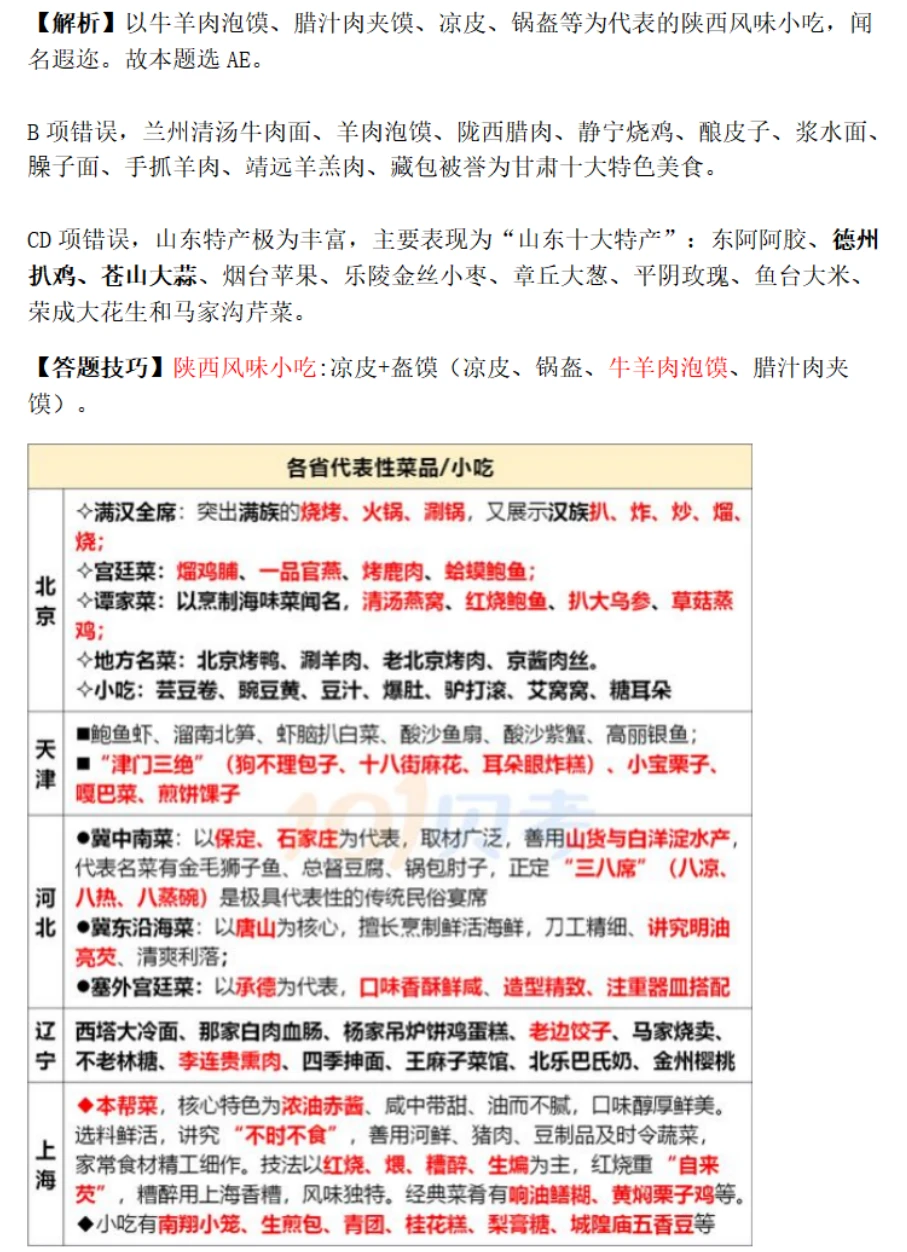 【解析】以牛羊肉泡馍、腊汁肉夹馍、凉皮、锅盔等为代表的陕西风味小吃，闻
名遐迩。故本题选 AE。
B 项错误，兰州清汤牛肉面、羊肉泡馍、陇西腊肉、静宁烧鸡、酿皮子、浆水面、
臊子面、手抓羊肉、靖远羊羔肉、藏包被誉为甘肃十大特色美食。
CD 项错误，山东特产极为丰富，主要表现为“山东十大特产”：东阿阿胶、德州
扒鸡、苍山大蒜、烟台苹果、乐陵金丝小枣、章丘大葱、平阴玫瑰、鱼台大米、
荣成大花生和马家沟芹菜。
【答题技巧】陕西风味小吃:凉皮+盔馍（凉皮、锅盔、牛羊肉泡馍、腊汁肉夹
馍）。
各省代表性菜品/小吃
北京
✧满汉全席：突出满族的烧烤、火锅、涮锅，又展示汉族扒、炸、炒、熘、
烧；
✧宫廷菜：熘鸡脯、一品官燕、烤鹿肉、蛤蟆鲍鱼；
✧谭家菜：以烹制海味菜闻名，清汤燕窝、红烧鲍鱼、扒大乌参、草菇蒸
鸡；
✧地方名菜：北京烤鸭、涮羊肉、老北京烤肉、京酱肉丝。
✧小吃：芸豆卷、豌豆黄、豆汁、爆肚、驴打滚、艾窝窝、糖耳朵
天津
■鲍鱼虾、溜南北笋、虾脑扒白菜、酸沙鱼扇、酸沙紫蟹、高丽银鱼；
■“津门三绝”（狗不理包子、十八街麻花、耳朵眼炸糕）、小宝栗子、
嘎巴菜、煎饼馃子
101贝考
河北
●冀中南菜：以保定、石家庄为代表，取材广泛，善用山货与白洋淀水产，
代表名菜有金毛狮子鱼、总督豆腐、锅包肘子，正定“三八席”（八凉、
八热、八蒸碗）是极具代表性的传统民俗宴席
●冀东沿海菜：以唐山为核心，擅长烹制鲜活海鲜，刀工精细、讲究明油
亮芡、清爽利落；
●塞外宫廷菜：以承德为代表，口味香酥鲜咸、造型精致、注重器皿搭配
辽宁
西塔大冷面、那家白肉血肠、杨家吊炉饼鸡蛋糕、老边饺子、马家烧卖、
不老林糖、李连贵熏肉、四季抻面、王麻子菜馆、北乐巴氏奶、金州樱桃
上海
◆本帮菜，核心特色为浓油赤酱、咸中带甜、油而不腻，口味醇厚鲜美。
选料鲜活，讲究“不时不食”，善用河鲜、猪肉、豆制品及时令蔬菜，
家常食材精工细作。技法以红烧、煨、糟醉、生煸为主，红烧重“自来
芡”，糟醉用上海香糟，风味独特。经典菜肴有响油鳝糊、黄焖栗子鸡等。
◆小吃有南翔小笼、生煎包、青团、桂花糕、梨膏糖、城隍庙五香豆等